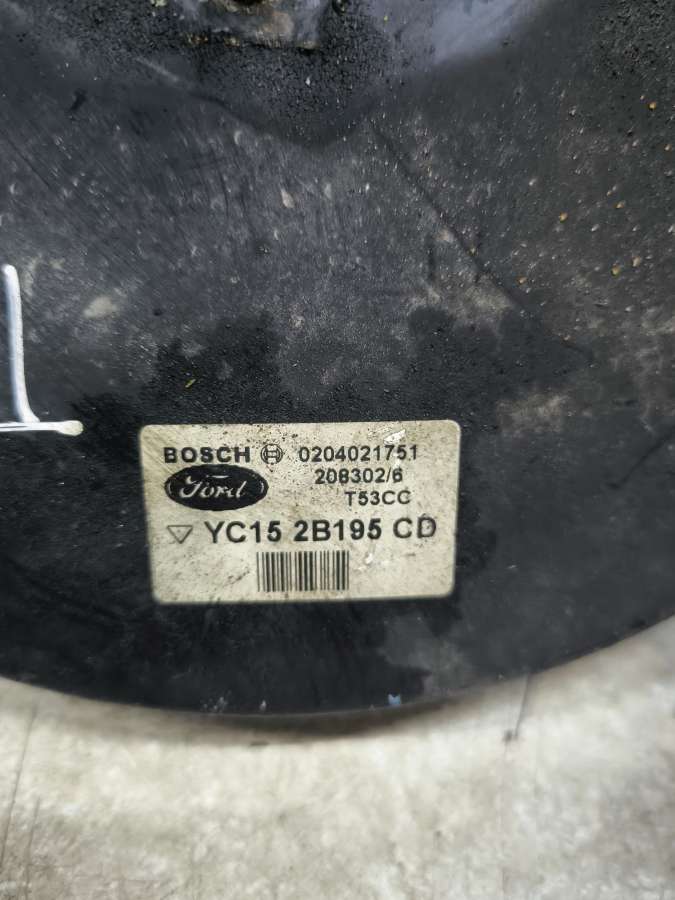 BOSCH 0204021751
208302/6
Ford
T53CC
YC15 2B195 CD